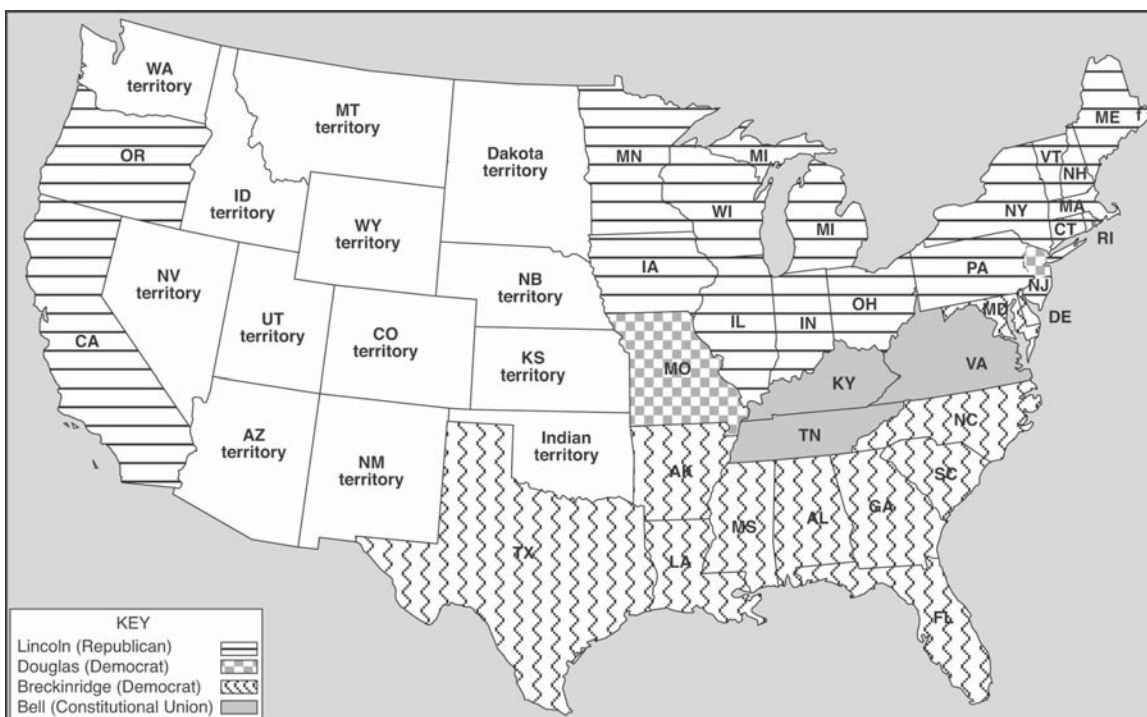 WA
territory
MT
territory
Dakota
territory
OR
ID
territory
WY
territory
MN
MI
WI
MI
ME
VT
NH
NY
MA
CT
RI
NV
territory
NB
territory
IA
PA
NJ
OH
IL
IN
MD
DE
UT
territory
CO
territory
KS
territory
CA
MO
KY
VA
AZ
territory
NM
territory
Indian
territory
TN
NC
AK
SC
MS
AL
GA
TX
LA
FL
KEY
Lincoln (Republican)
Douglas (Democrat)
Breckinridge (Democrat)
Bell (Constitutional Union)